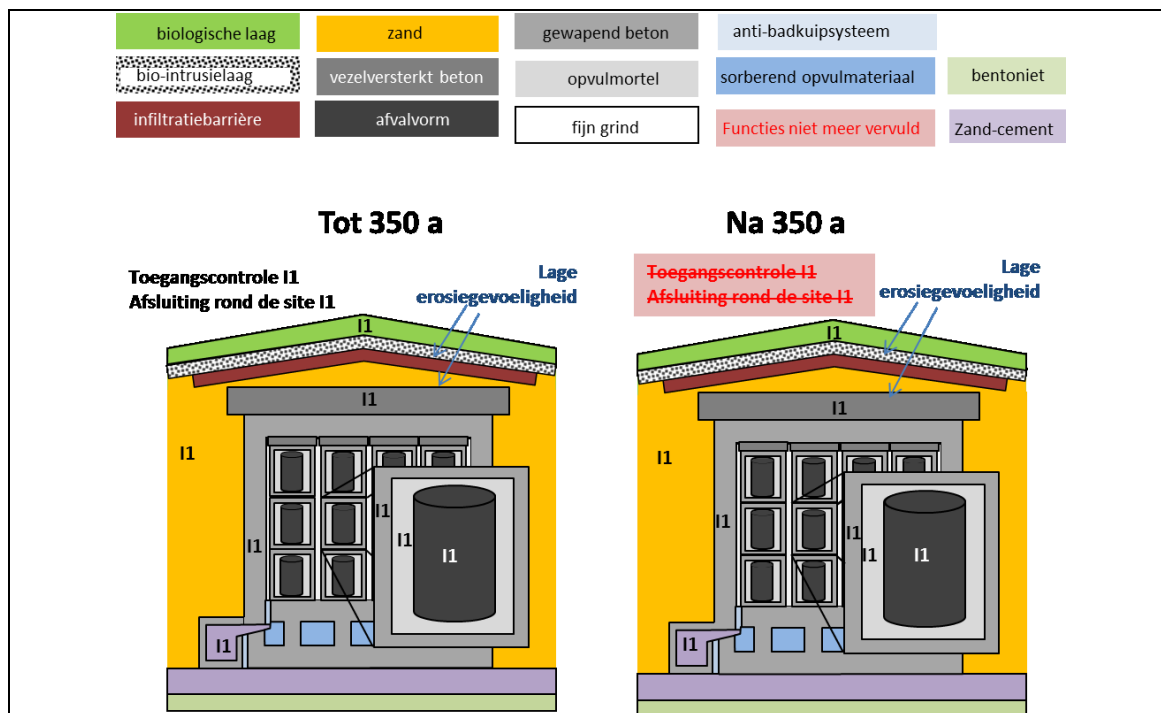 biologische laag
zand
gewapend beton
anti-badkuipsysteem
bio-intrusielaag
vezelversterkt beton
opvulmortel
sorberend opvulmateriaal
bentoniet
infiltratiebarrière
afvalvorm
fijn grind
Functies niet meer vervuld
Zand-cement
Tot 350 a
Toegangscontrole I1
Afsluiting rond de site I1
Lage
erosiegevoeligheid
I1
I1
I1
I1
I1
I1
I1
I1
Na 350 a
Toegangscontrole I1
Afsluiting rond de site I1
Lage
erosiegevoeligheid
I1
I1
I1
I1
I1
I1
I1
I1